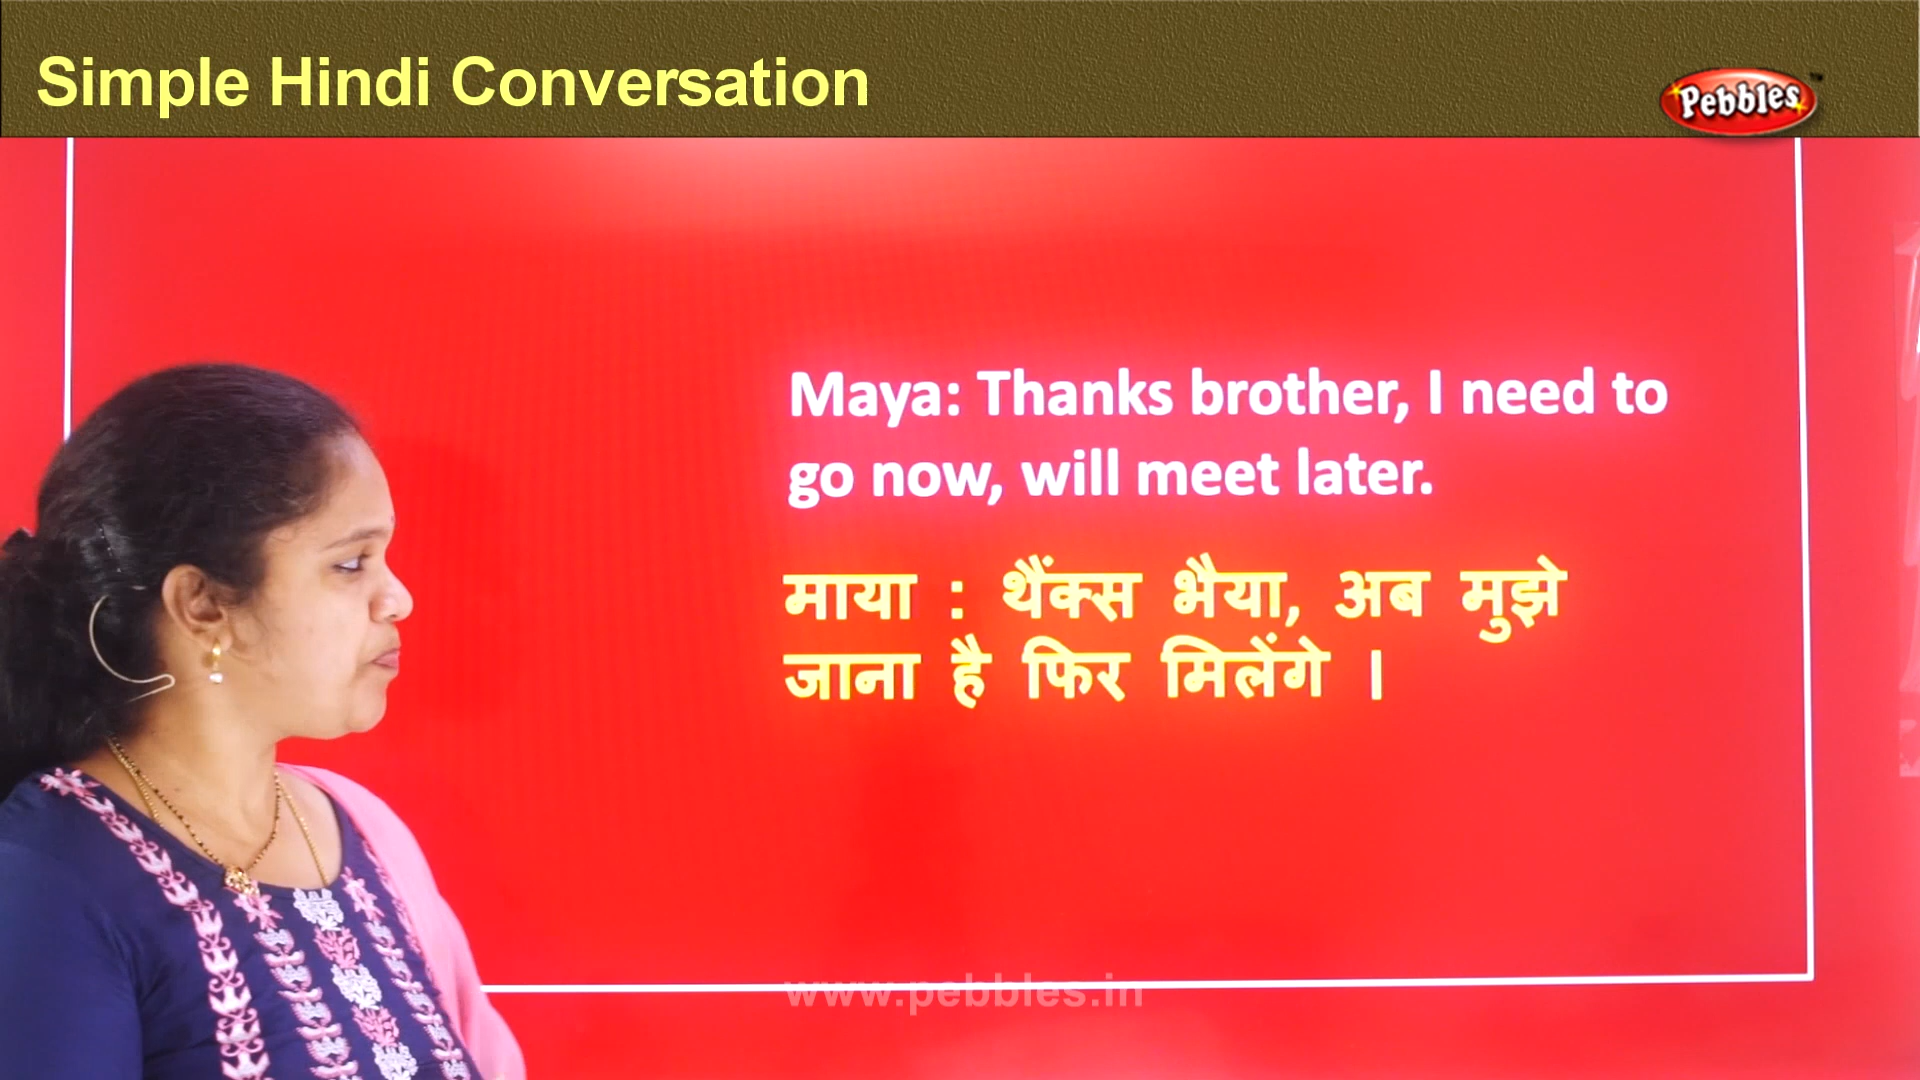 Simple Hindi Conversation
Pebbles
Maya: Thanks brother, I need to
go now, will meet later.
माया : थैंक्स भैया, अब मुझे
जाना है फिर मिलेंगे ।
www.pebbles.in